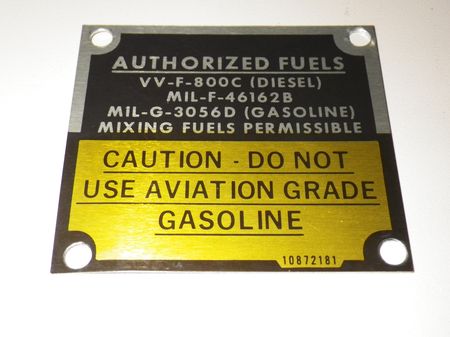 AUTHORIZED FUELS
VV-F-800C (DIESEL)
MIL-F-46162B
MiL-G-3056D (GASOLINE)
MIXING FUELS PERMISSIBLE
CAUTION - DO NOT
USE AVIATION GRADE
GASOLINE
10872181